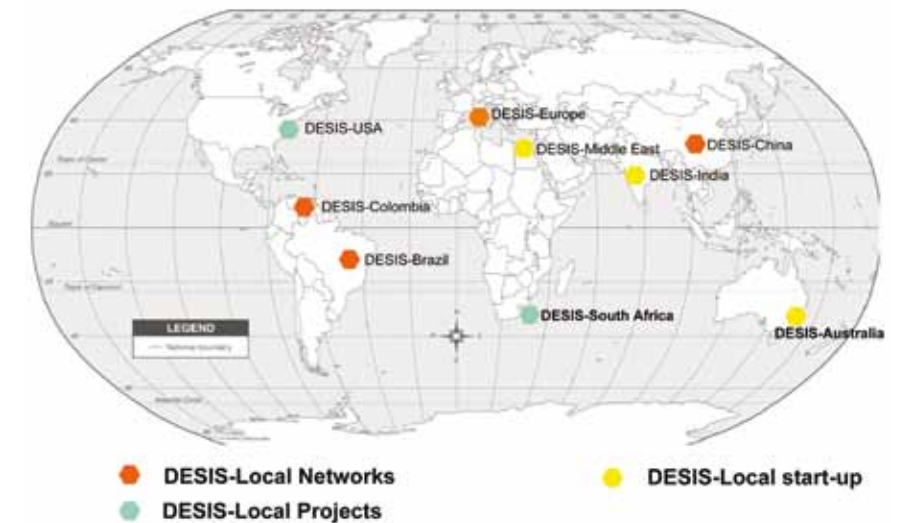 DESIS-Europe
DESIS-USA
DESIS-China
DESIS-Middle East
DESIS-India
DESIS-Colombia
DESIS-Brazil
DESIS-South Africa
DESIS-Australia
LEGEND
DESIS-Local Networks
DESIS-Local start-up
DESIS-Local Projects